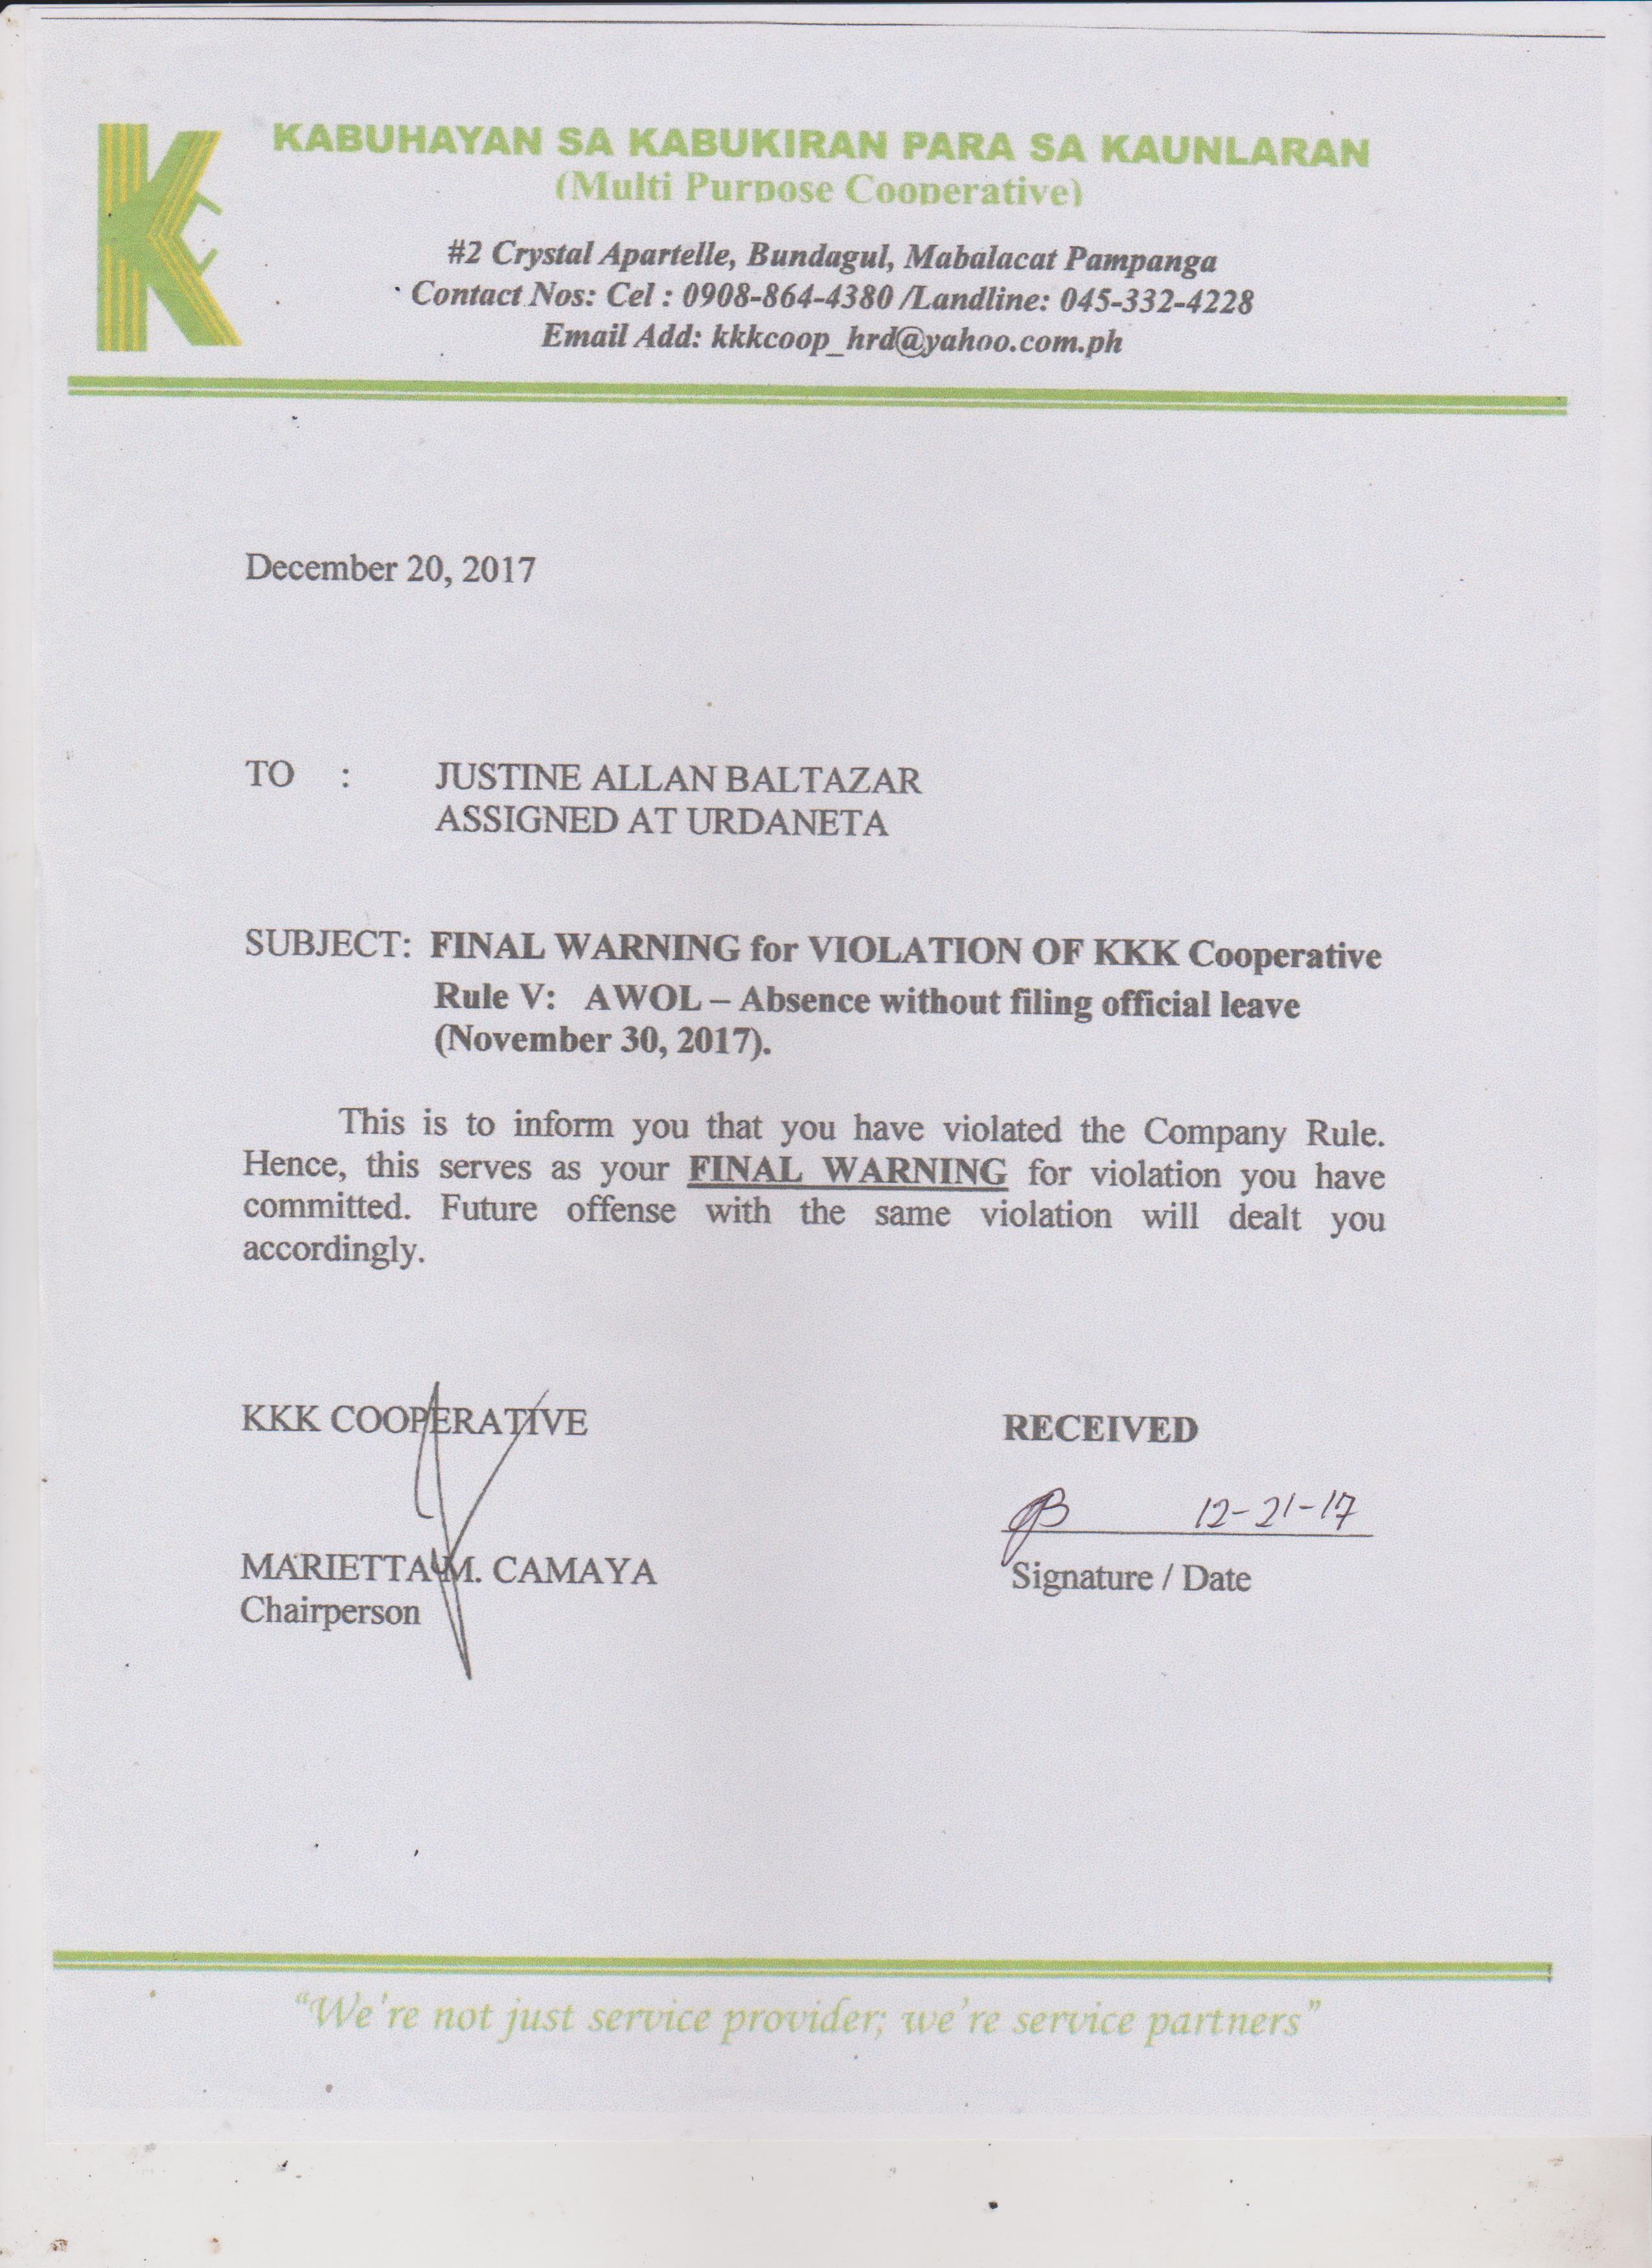 KABUHAYAN SA KABUKIRAN PARA SA KAUNLARAN
(Multi Purpose Cooperative)
#2 Crystal Apartelle, Bundagul, Mabalacat Pampanga
Contact Nos: Cel : 0908-864-4380 /Landline: 045-332-4228
Email Add: kkkcoop_hrd@yahoo.com.ph
December 20, 2017
TO : JUSTINE ALLAN BALTAZAR
ASSIGNED AT URDANETA
SUBJECT: FINAL WARNING for VIOLATION OF KKK Cooperative
Rule V: AWOL – Absence without filing official leave
(November 30, 2017).
This is to inform you that you have violated the Company Rule.
Hence, this serves as your FINAL WARNING for violation you have
committed. Future offense with the same violation will dealt you
accordingly.
KKK COOPERATIVE
RECEIVED
12-21-17
MARIETTA M. CAMAYA
Signature / Date
Chairperson
"We're not just service provider; we're service partners"